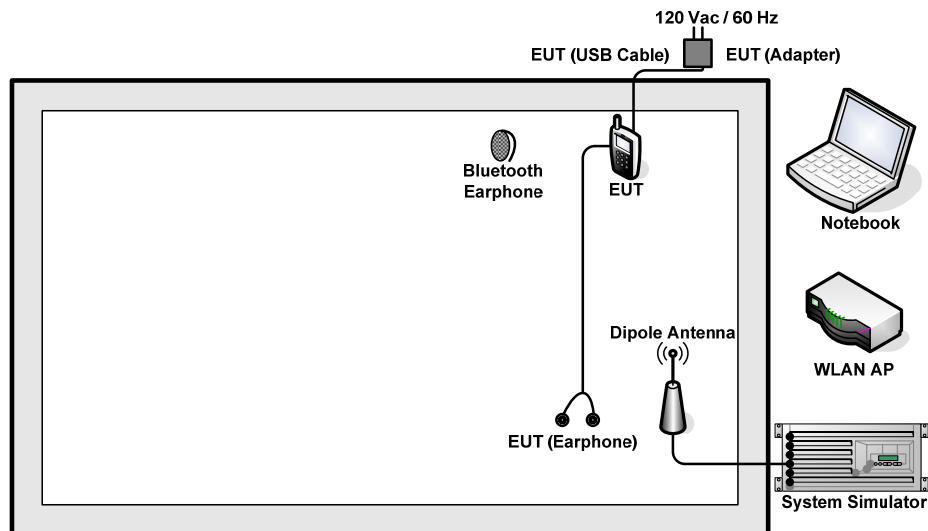 120 Vac / 60 Hz
EUT (USB Cable)
EUT (Adapter)
Bluetooth
Earphone
EUT
Notebook
Dipole Antenna
WLAN AP
EUT (Earphone)
System Simulator